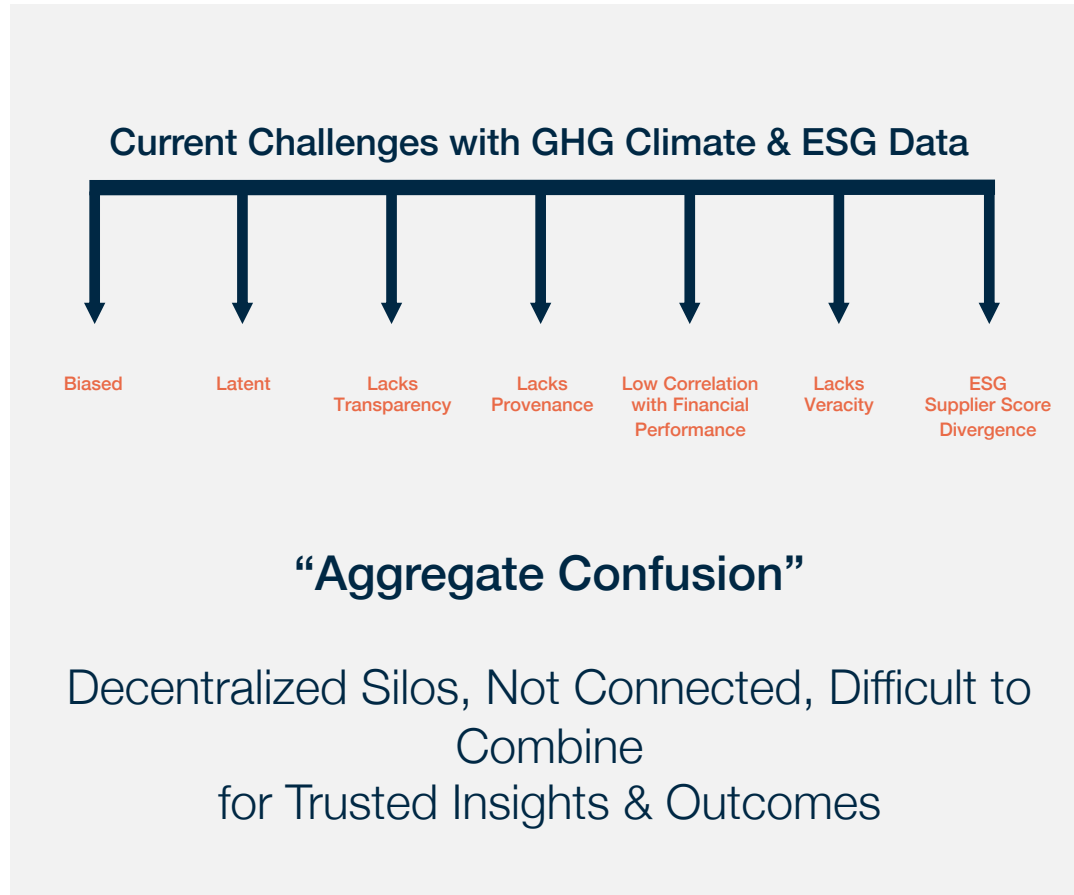 Current Challenges with GHG Climate & ESG Data
Biased
Latent
Lacks
Transparency
Lacks
Provenance
Low Correlation
with Financial
Performance
Lacks
Veracity
ESG
Supplier Score
Divergence
“Aggregate Confusion”
Decentralized Silos, Not Connected, Difficult to
Combine
for Trusted Insights & Outcomes